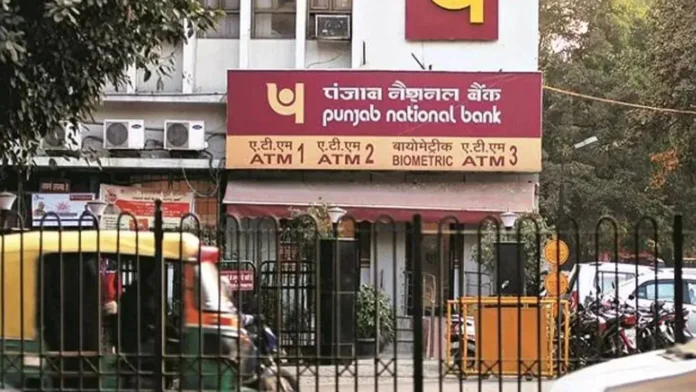 पंजाब नैशनल बैंक
punjab national bank
ए.टी.एम ए.टी.एम बायोमेट्रीक ए.टी.एम
ATM 1 ATM 2 BIOMETRIC ATM 3